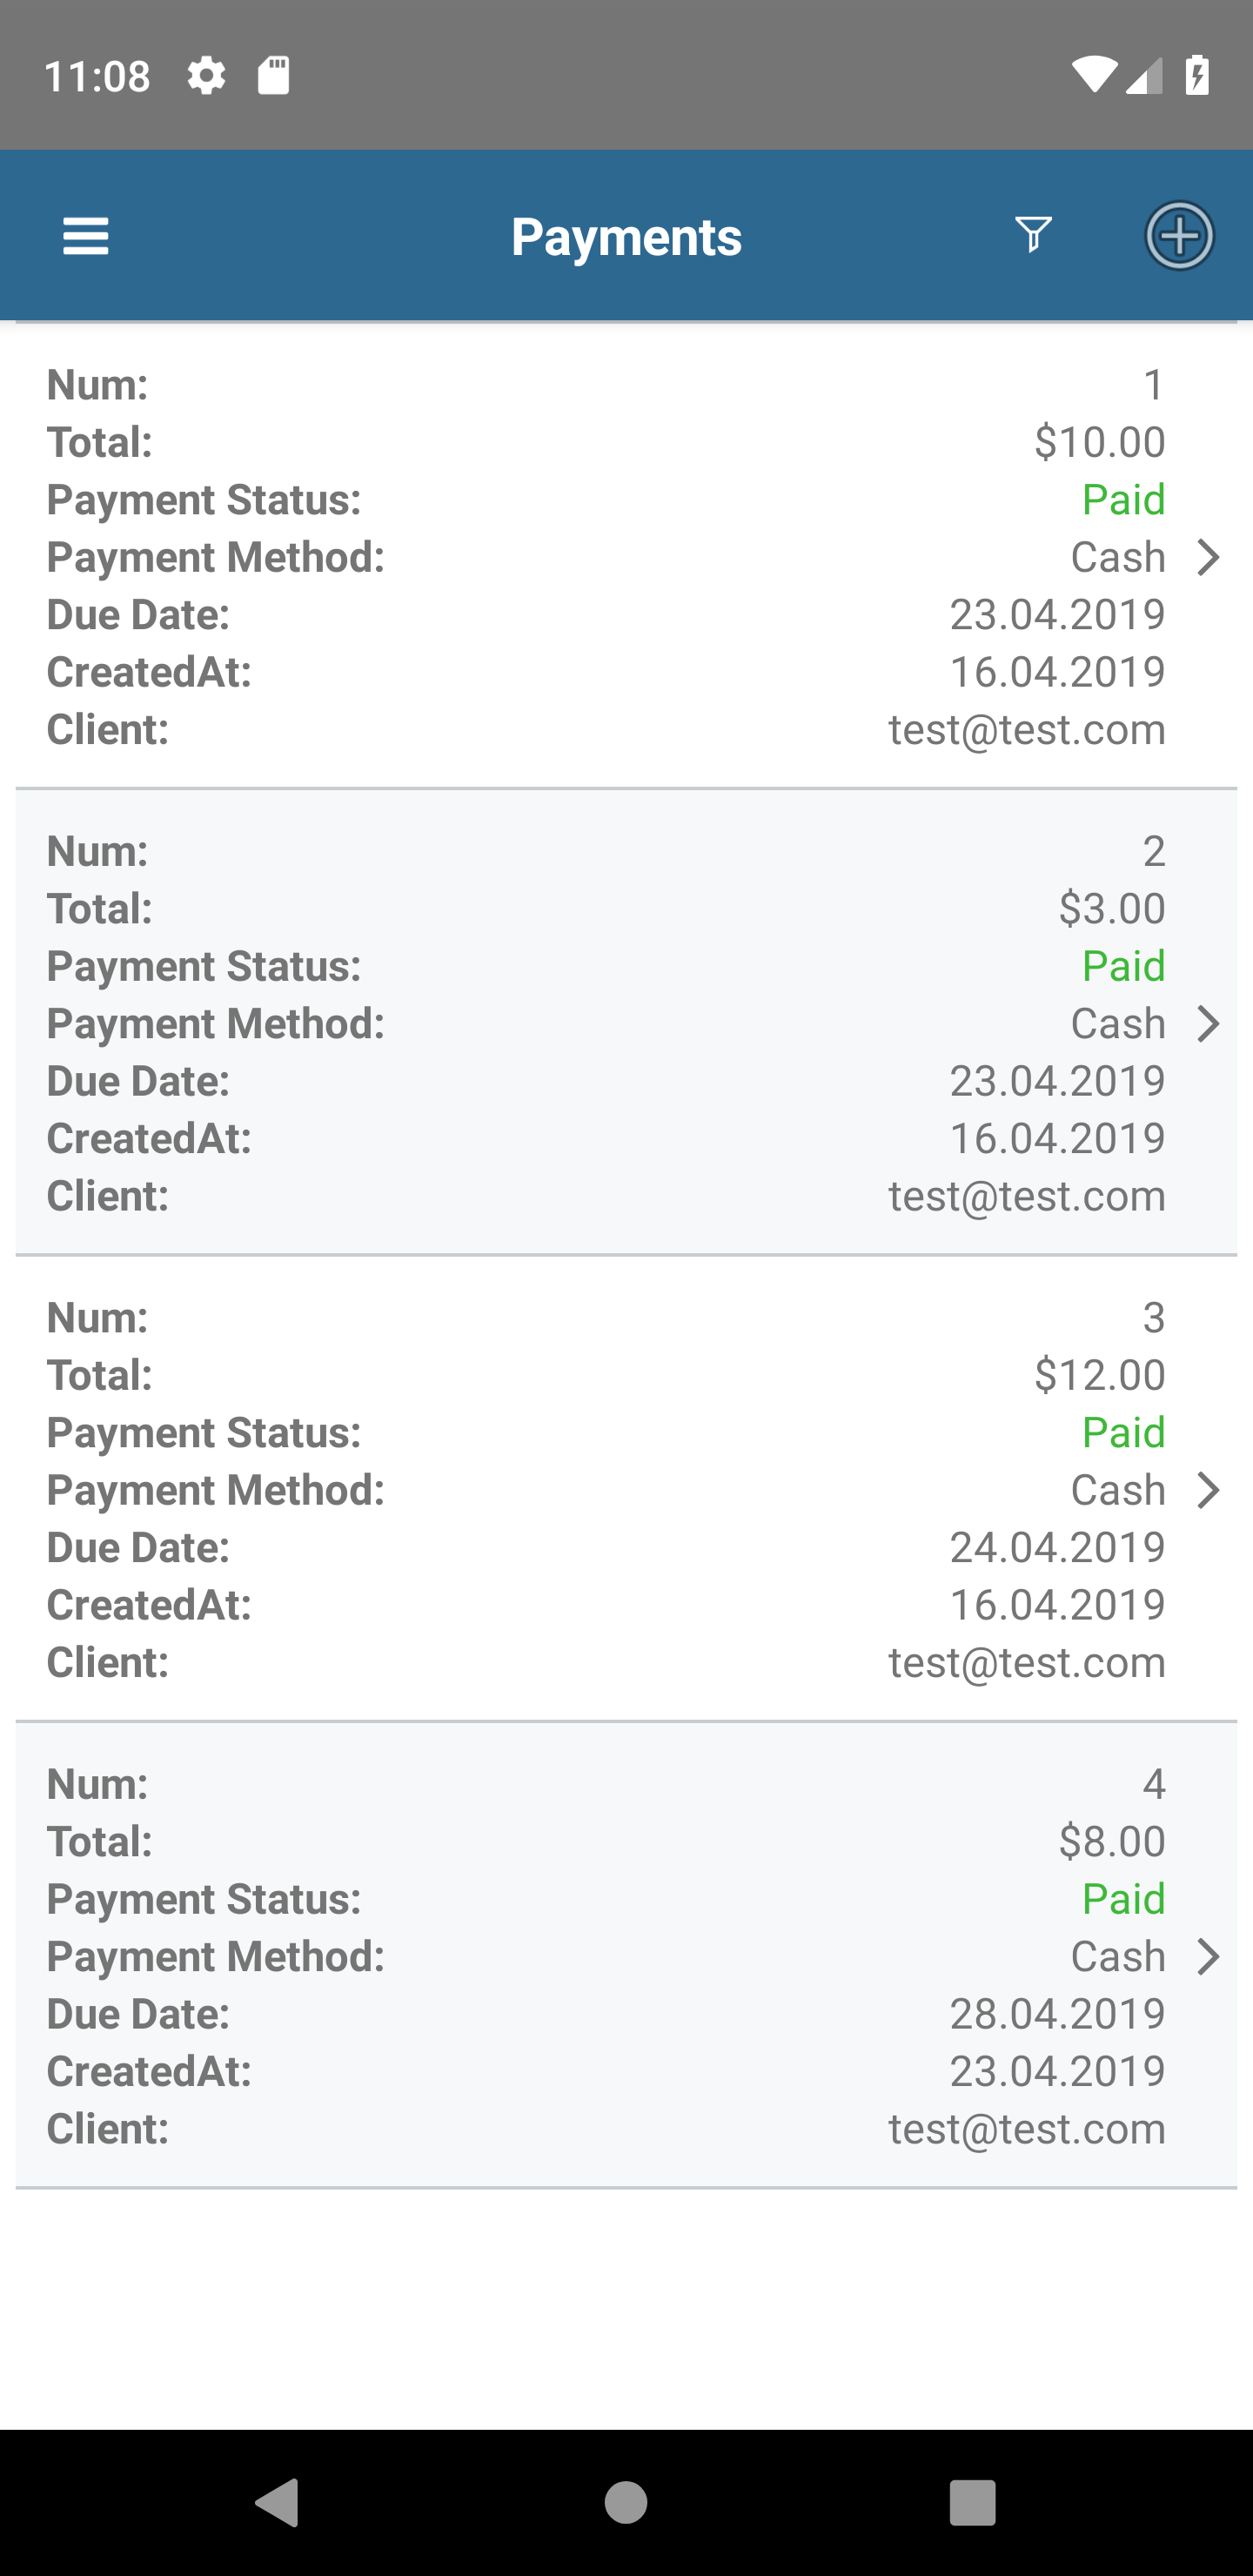 11:08
Payments
Num: 1
Total: $10.00
Payment Status: Paid
Payment Method: Cash
Due Date: 23.04.2019
CreatedAt: 16.04.2019
Client: test@test.com
Num: 2
Total: $3.00
Payment Status: Paid
Payment Method: Cash
Due Date: 23.04.2019
CreatedAt: 16.04.2019
Client: test@test.com
Num: 3
Total: $12.00
Payment Status: Paid
Payment Method: Cash
Due Date: 24.04.2019
CreatedAt: 16.04.2019
Client: test@test.com
Num: 4
Total: $8.00
Payment Status: Paid
Payment Method: Cash
Due Date: 28.04.2019
CreatedAt: 23.04.2019
Client: test@test.com